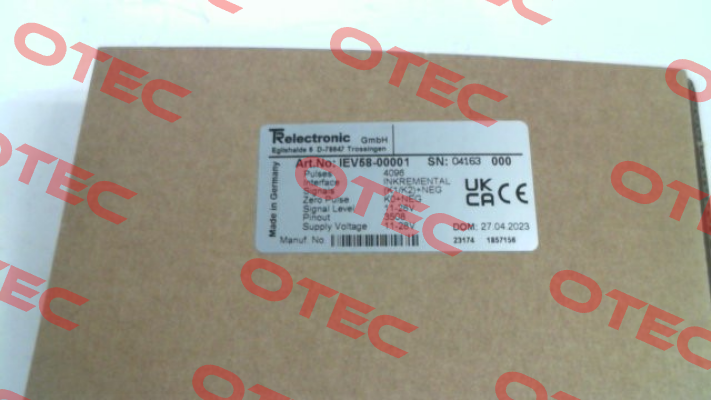 TRelectronic GmbH
Eglishalde 6 D-78647 Trossingen
Made in Germany
Art.No: IEV58-00001 SN: 04163 000
Pulses 4096
Interface INKREMENTAL
Signals (K1/K2)+NEG
Zero Pulse K0+NEG
Signal Level 11-28V
Pinout 3508
Supply Voltage 11-28V
UK CA CE
DOM: 27.04.2023
Manuf. No. 23174 1857156
OTEC
OTEC
OTEC
OTEC
OTEC
OTEC
OTEC
OTEC
OTEC
OTEC
OTEC